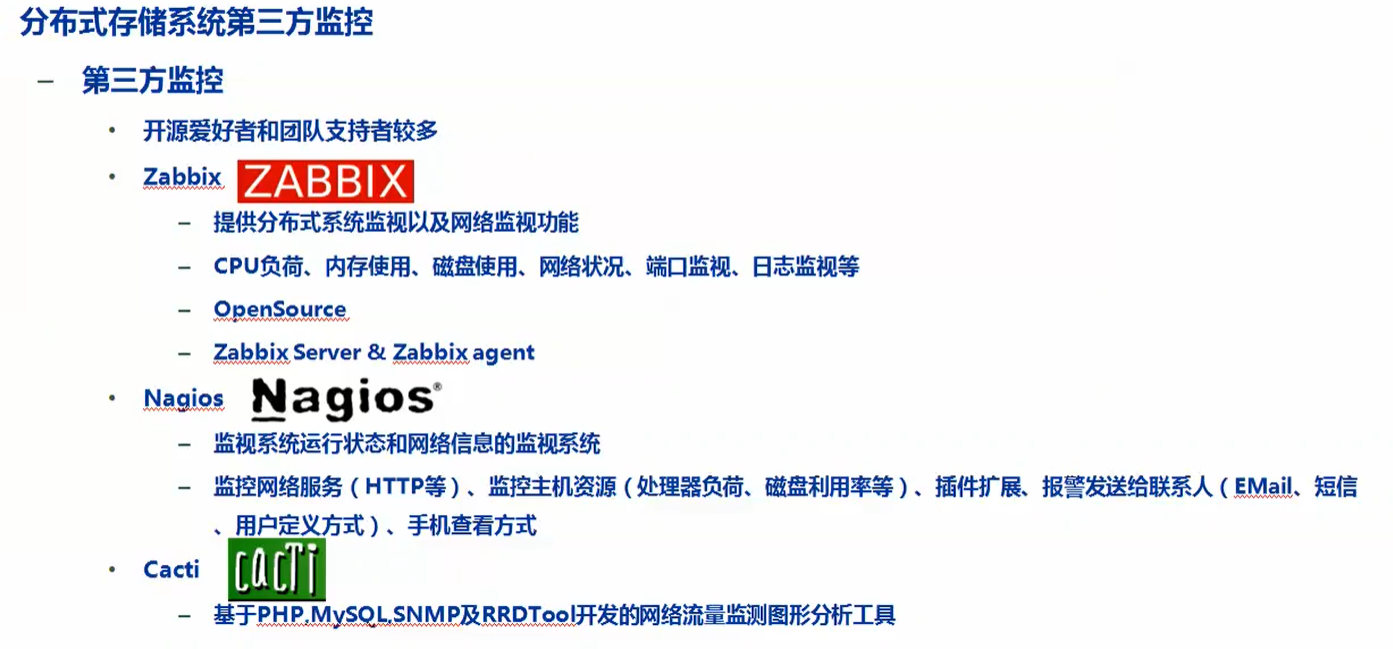 分布式存储系统第三方监控
– 第三方监控
• 开源爱好者和团队支持者较多
• Zabbix ZABBIX
– 提供分布式系统监视以及网络监视功能
– CPU负荷、内存使用、磁盘使用、网络状况、端口监视、日志监视等
– OpenSource
– Zabbix Server & Zabbix agent
• Nagios Nagios®
– 监视系统运行状态和网络信息的监视系统
– 监控网络服务（HTTP等）、监控主机资源（处理器负荷、磁盘利用率等）、插件扩展、报警发送给联系人（EMail、短信
、用户定义方式）、手机查看方式
• Cacti cacti
– 基于PHP,MySQL,SNMP及RRDTool开发的网络流量监测图形分析工具